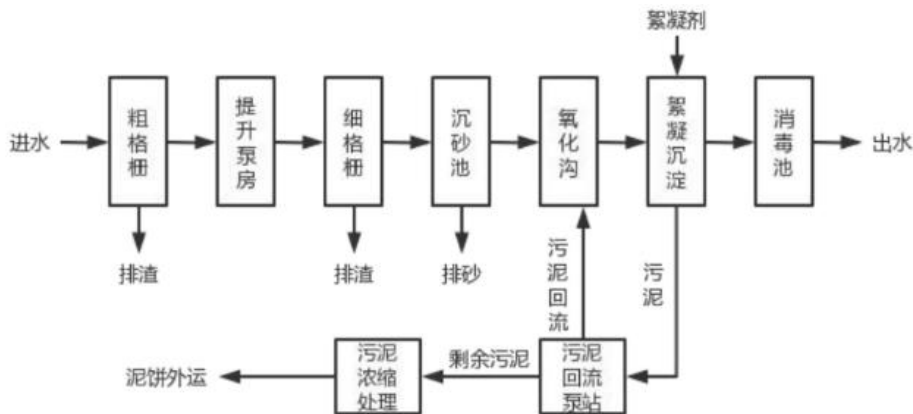 絮凝剂
进水
粗格栅
提升泵房
细格栅
沉砂池
氧化沟
絮凝沉淀
消毒池
出水
排渣
排渣
排砂
污泥回流
污泥
泥饼外运
污泥
浓缩
处理
剩余污泥
污泥
回流
泵站